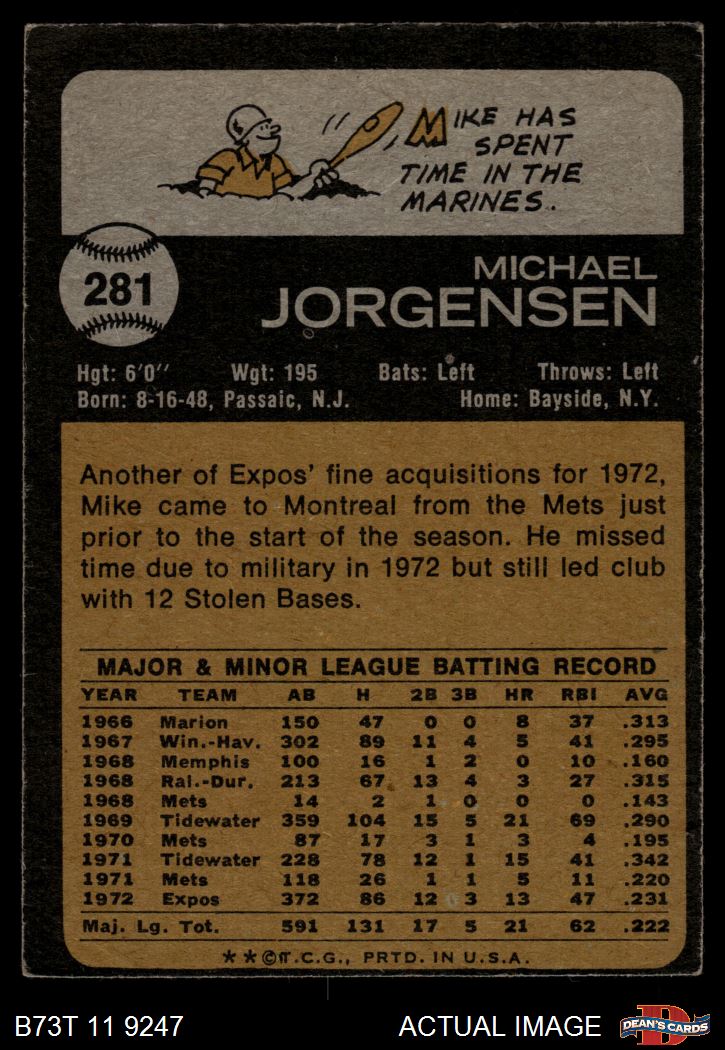 MIKE HAS
SPENT
TIME IN THE
MARINES..
281
MICHAEL
JORGENSEN
Hgt: 6'0" Wgt: 195 Bats: Left Throws: Left
Born: 8-16-48, Passaic, N.J. Home: Bayside, N.Y.
Another of Expos' fine acquisitions for 1972,
Mike came to Montreal from the Mets just
prior to the start of the season. He missed
time due to military in 1972 but still led club
with 12 Stolen Bases.
MAJOR & MINOR LEAGUE BATTING RECORD
YEAR TEAM AB H 2B 3B HR RBI AVG
1966 Marion 150 47 0 0 8 37 .313
1967 Win.-Hav. 302 89 11 4 5 41 .295
1968 Memphis 100 16 1 2 0 10 .160
1968 Ral.-Dur. 213 67 13 4 3 27 .315
1968 Mets 14 2 1 0 0 0 .143
1969 Tidewater 359 104 15 5 21 69 .290
1970 Mets 87 17 3 1 3 4 .195
1971 Tidewater 228 78 12 1 15 41 .342
1971 Mets 118 26 1 1 5 11 .220
1972 Expos 372 86 12 3 13 47 .231
Maj. Lg. Tot. 591 131 17 5 21 62 .222
**©T.C.G., PRTD. IN U.S.A.
B73T 11 9247 ACTUAL IMAGE DEAN'S CARDS